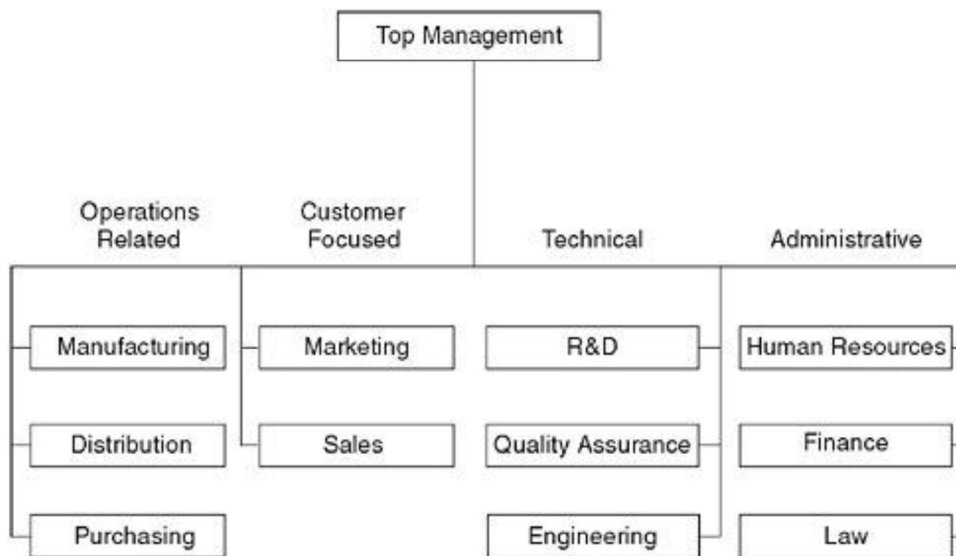 Top Management
Operations
Related
Customer
Focused
Technical
Administrative
Manufacturing
Marketing
R&D
Human Resources
Distribution
Sales
Quality Assurance
Finance
Purchasing
Engineering
Law